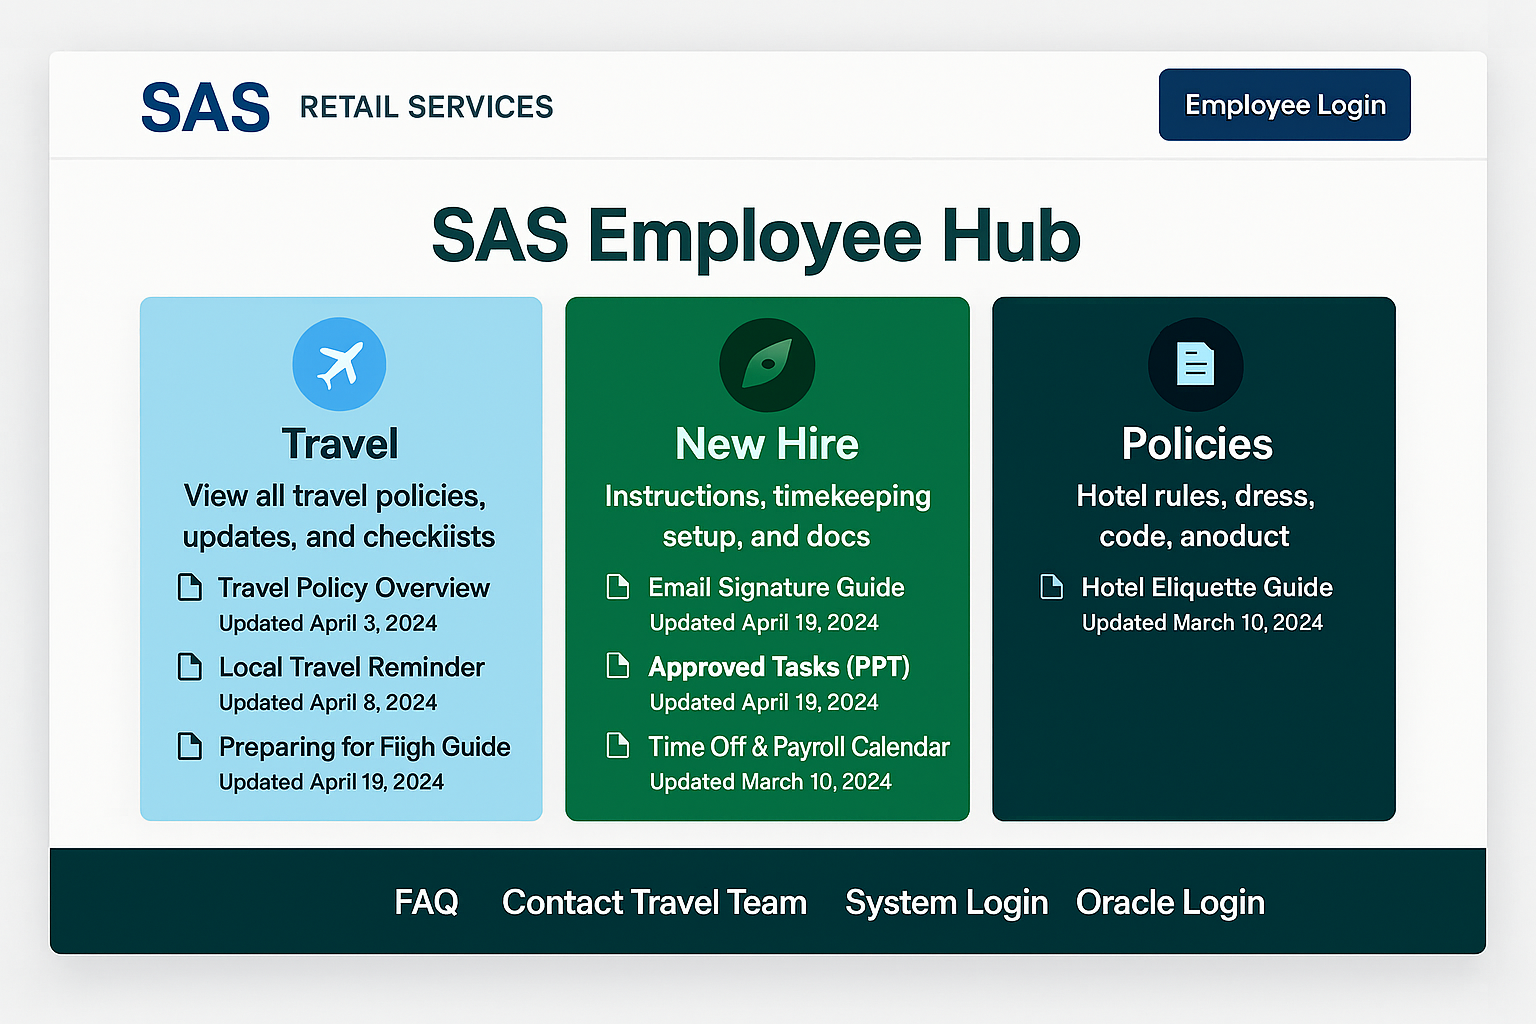 SAS RETAIL SERVICES
Employee Login
SAS Employee Hub
Travel
View all travel policies,
updates, and checkiists
Travel Policy Overview
Updated April 3, 2024
Local Travel Reminder
Updated April 8, 2024
Preparing for Fiigh Guide
Updated April 19, 2024
New Hire
Instructions, timekeeping
setup, and docs
Email Signature Guide
Updated April 19, 2024
Approved Tasks (PPT)
Updated April 19, 2024
Time Off & Payroll Calendar
Updated March 10, 2024
Policies
Hotel rules, dress,
code, anoduct
Hotel Eliquette Guide
Updated March 10, 2024
FAQ Contact Travel Team System Login Oracle Login